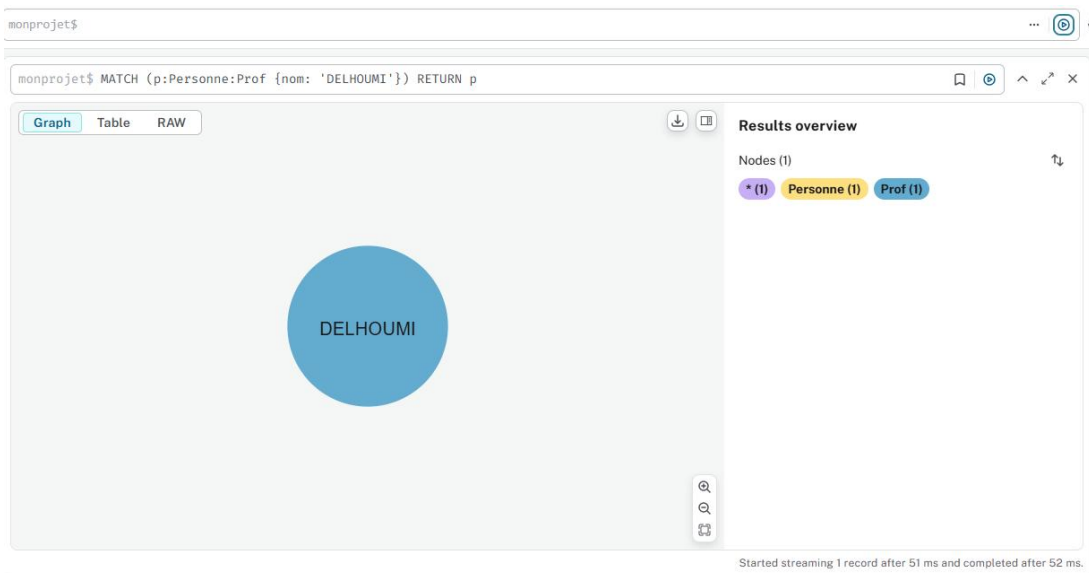 monprojet$
monprojet$ MATCH (p:Personne:Prof {nom: 'DELHOUMI'}) RETURN p
Graph Table RAW
Results overview
Nodes (1)
* (1) Personne (1) Prof (1)
DELHOUMI
Started streaming 1 record after 51 ms and completed after 52 ms.